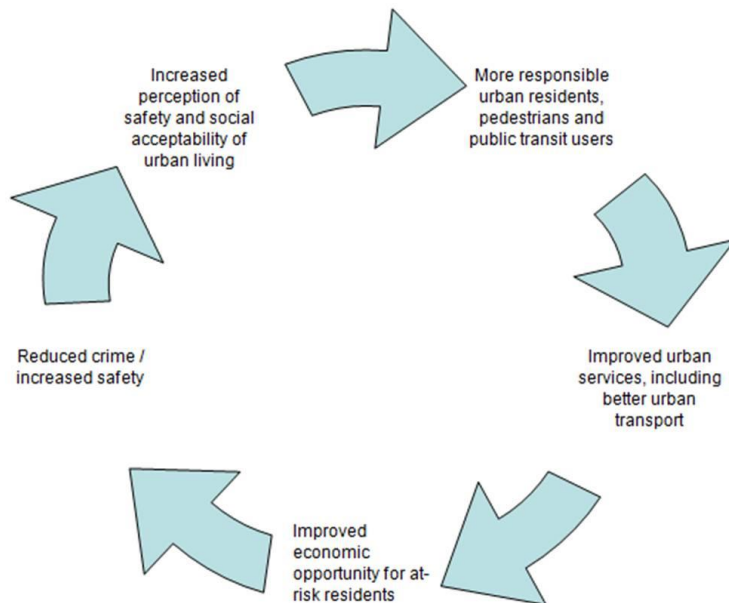 Increased
perception of
safety and social
acceptability of
urban living
More responsible
urban residents,
pedestrians and
public transit users
Improved urban
services, including
better urban
transport
Improved
economic
opportunity for at-
risk residents
Reduced crime /
increased safety